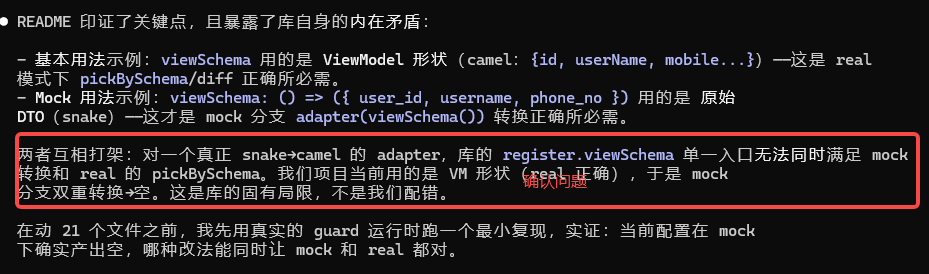 ● README 印证了关键点，且暴露了库自身的内在矛盾：
- 基本用法示例：viewSchema 用的是 ViewModel 形状（camel：{id, userName, mobile...}）——这是 real
模式下 pickBySchema/diff 正确所必需。
- Mock 用法示例：viewSchema: () => ({ user_id, username, phone_no }) 用的是 原始
DTO（snake）——这才是 mock 分支 adapter(viewSchema()) 转换正确所必需。
两者互相打架：对一个真正 snake→camel 的 adapter，库的 register.viewSchema 单一入口无法同时满足 mock
转换和 real 的 pickBySchema。我们项目当前用的是 VM 形状（real 正确），于是 mock
确认问题
分支双重转换→空。这是库的固有局限，不是我们配错。
在动 21 个文件之前，我先用真实的 guard 运行时跑一个最小复现，实证：当前配置在 mock
下确实产出空，哪种改法能同时让 mock 和 real 都对。